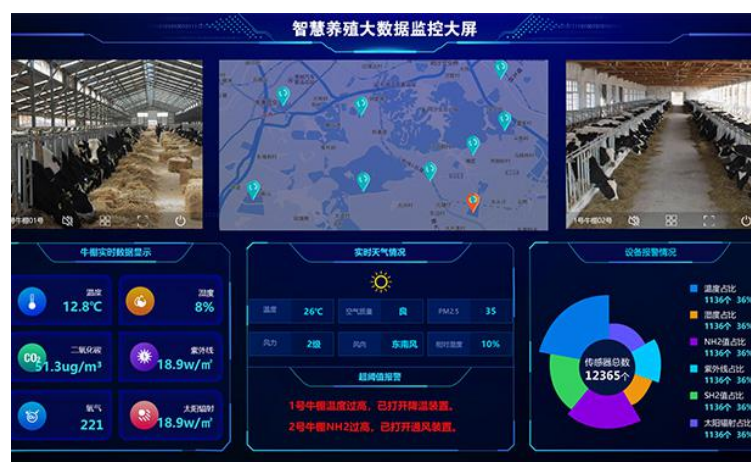 智慧养殖大数据监控大屏
1号牛棚02号
牛棚实时数据显示
温度
12.8℃
湿度
8%
二氧化碳
51.3ug/m³
紫外线
18.9w/㎡
氧气
221
太阳辐射
18.9w/㎡
实时天气情况
温度 26℃ 空气质量 良 PM2.5 35
风力 2级 风向 东南风 相对湿度 10%
超阈值报警
1号牛棚温度过高，已打开降温装置。
2号牛棚NH2过高，已打开通风装置。
设备报警情况
传感器总数
12365个
温度占比
1136个 36%
湿度占比
1136个 36%
NH2值占比
1136个 36%
紫外线占比
1136个 36%
SH2值占比
1136个 36%
太阳辐射占比
1136个 36%